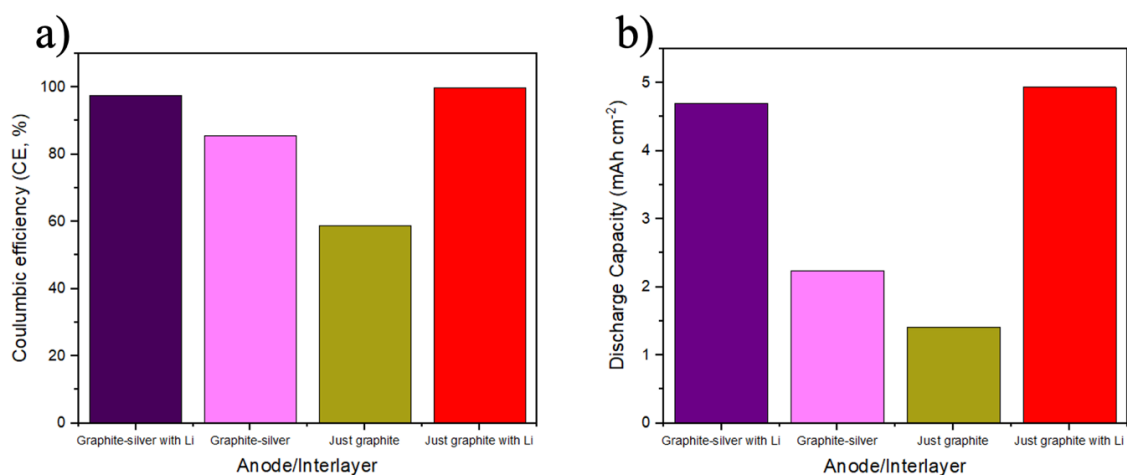 a)
Coulumbic efficiency (CE, %)
100
80
60
40
20
0
Graphite-silver with Li
Graphite-silver
Just graphite
Just graphite with Li
Anode/Interlayer
b)
Discharge Capacity (mAh cm⁻²)
5
4
3
2
1
0
Graphite-silver with Li
Graphite-silver
Just graphite
Just graphite with Li
Anode/Interlayer